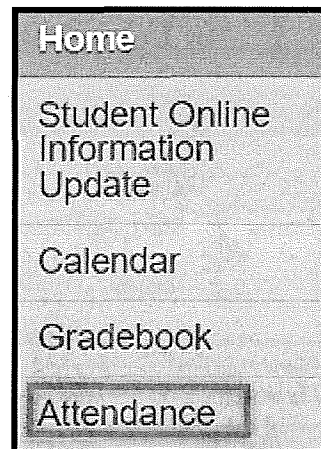 Home
Student Online
Information
Update
Calendar
Gradebook
Attendance